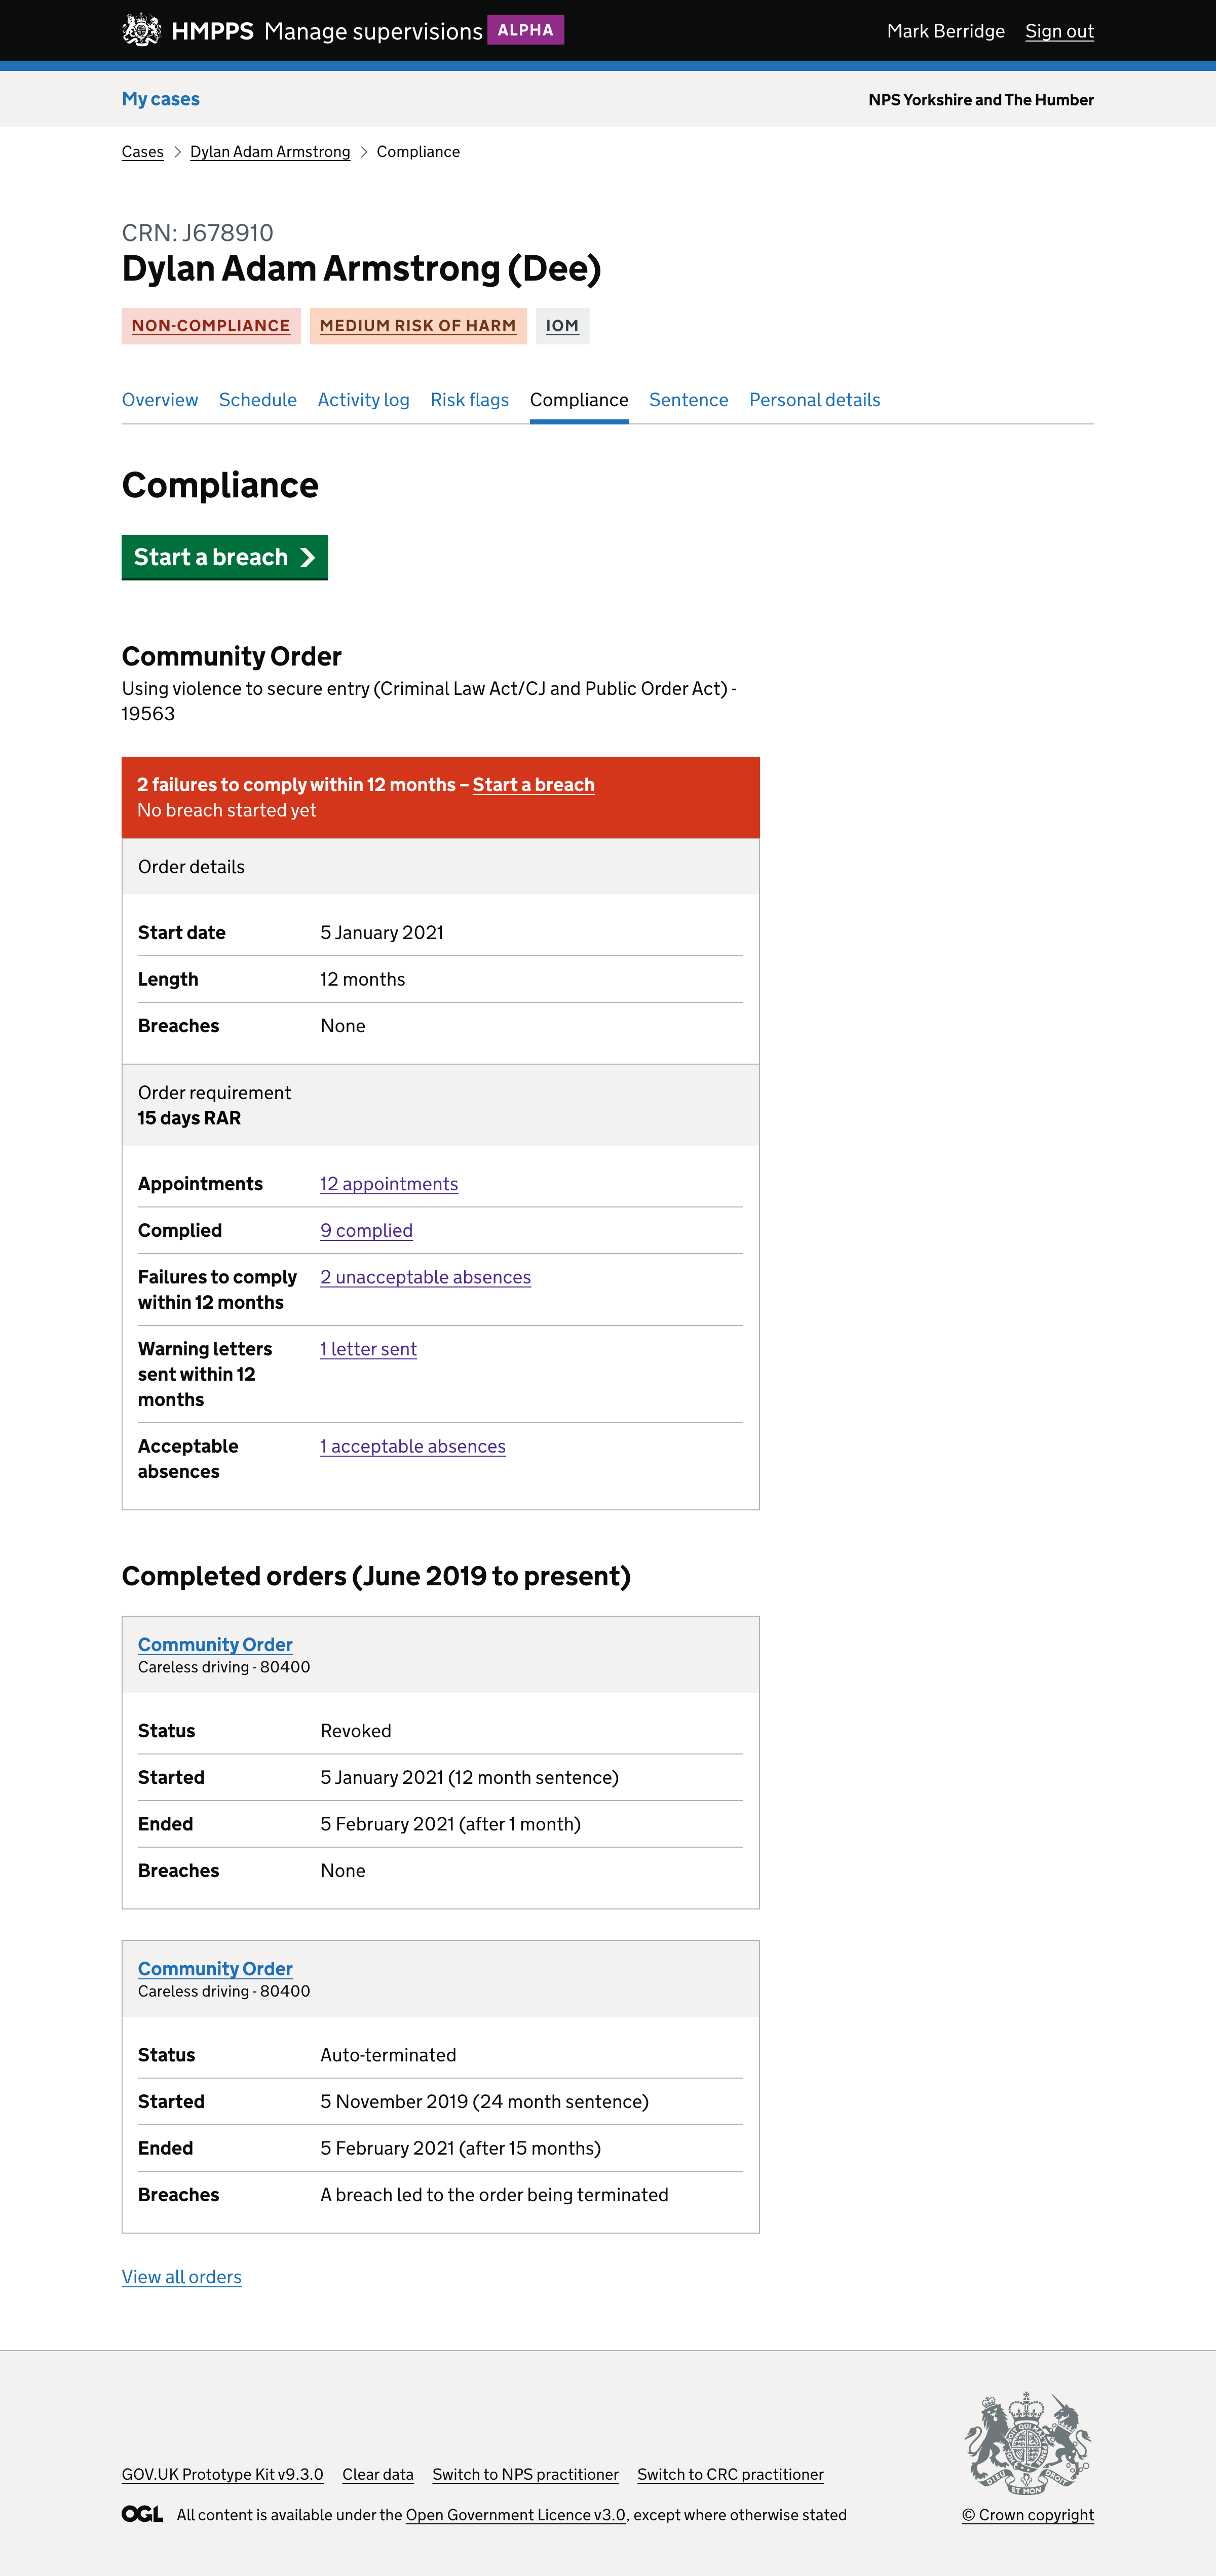 HMPPS Manage supervisions ALPHA
Mark Berridge Sign out
My cases
NPS Yorkshire and The Humber
Cases Dylan Adam Armstrong Compliance
CRN: J678910
Dylan Adam Armstrong (Dee)
NON-COMPLIANCE MEDIUM RISK OF HARM IOM
Overview Schedule Activity log Risk flags Compliance Sentence Personal details
Compliance
Start a breach
Community Order
Using violence to secure entry (Criminal Law Act/CJ and Public Order Act) -
19563
2 failures to comply within 12 months – Start a breach
No breach started yet
Order details
Start date 5 January 2021
Length 12 months
Breaches None
Order requirement
15 days RAR
Appointments 12 appointments
Complied 9 complied
Failures to comply 2 unacceptable absences
within 12 months
Warning letters 1 letter sent
sent within 12
months
Acceptable 1 acceptable absences
absences
Completed orders (June 2019 to present)
Community Order
Careless driving - 80400
Status Revoked
Started 5 January 2021 (12 month sentence)
Ended 5 February 2021 (after 1 month)
Breaches None
Community Order
Careless driving - 80400
Status Auto-terminated
Started 5 November 2019 (24 month sentence)
Ended 5 February 2021 (after 15 months)
Breaches A breach led to the order being terminated
View all orders
GOV.UK Prototype Kit v9.3.0 Clear data Switch to NPS practitioner Switch to CRC practitioner
OGL All content is available under the Open Government Licence v3.0, except where otherwise stated
© Crown copyright